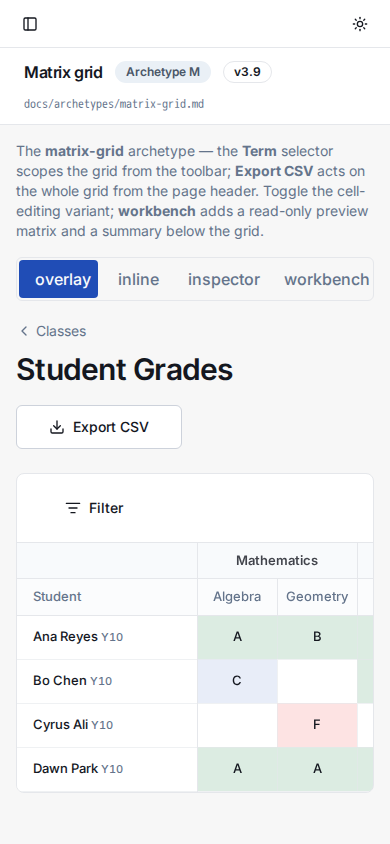 Matrix grid Archetype M v3.9
docs/archetypes/matrix-grid.md
The matrix-grid archetype — the Term selector
scopes the grid from the toolbar; Export CSV acts on
the whole grid from the page header. Toggle the cell-
editing variant; workbench adds a read-only preview
matrix and a summary below the grid.
overlay inline inspector workbench
Classes
Student Grades
Export CSV
Filter
Mathematics
Student Algebra Geometry
Ana Reyes Y10 A B
Bo Chen Y10 C
Cyrus Ali Y10 F
Dawn Park Y10 A A